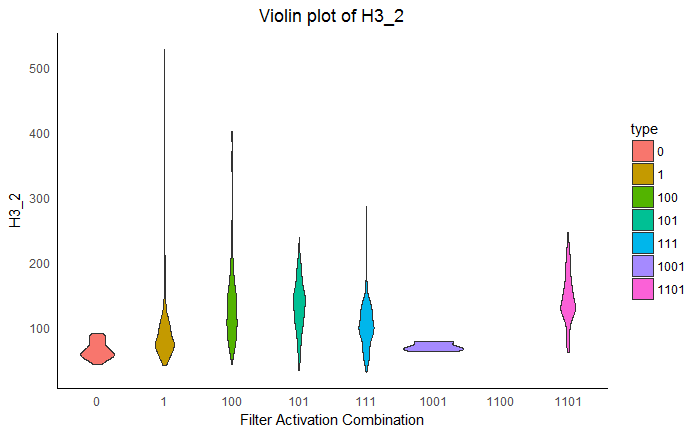 Violin plot of H3_2
500
400
300
200
100
H3_2
0 1 100 101 111 1001 1100 1101
Filter Activation Combination
type
0
1
100
101
111
1001
1101